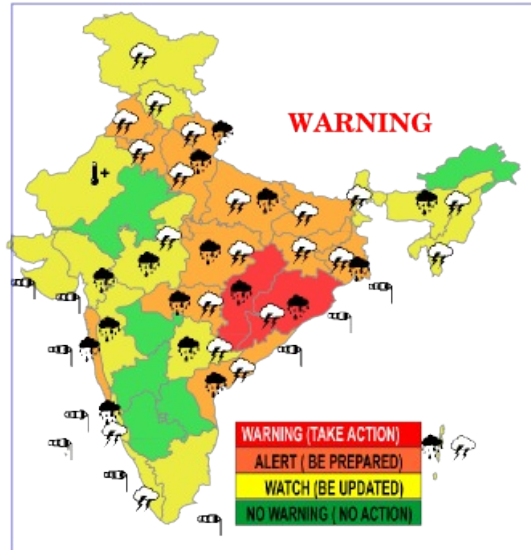 WARNING
WARNING (TAKE ACTION)
ALERT ( BE PREPARED)
WATCH (BE UPDATED)
NO WARNING ( NO ACTION)